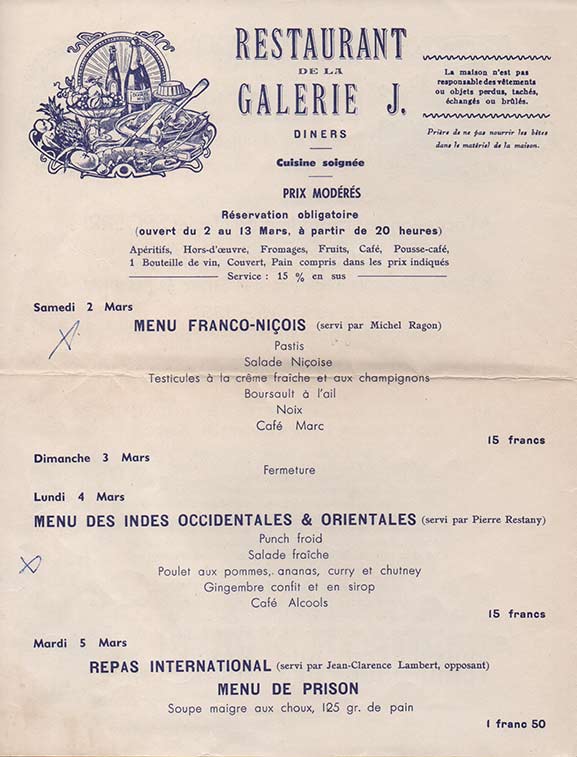 RESTAURANT
DE LA
GALERIE J.
DINERS
Cuisine soignée
PRIX MODÉRÉS
La maison n'est pas
responsable des vêtements
ou objets perdus, tachés,
échangés ou brûlés.
Prière de ne pas nourrir les bêtes
dans le matériel de la maison.
Réservation obligatoire
(ouvert du 2 au 13 Mars, à partir de 20 heures)
Apéritifs, Hors-d'œuvre, Fromages, Fruits, Café, Pousse-café,
1 Bouteille de vin, Couvert, Pain compris dans les prix indiqués
Service : 15 % en sus
Samedi 2 Mars
MENU FRANCO-NIÇOIS (servi par Michel Ragon)
Pastis
Salade Niçoise
Testicules à la crême fraîche et aux champignons
Boursault à l'ail
Noix
Café Marc
15 francs
Dimanche 3 Mars
Fermeture
Lundi 4 Mars
MENU DES INDES OCCIDENTALES & ORIENTALES (servi par Pierre Restany)
Punch froid
Salade fraîche
Poulet aux pommes, ananas, curry et chutney
Gingembre confit et en sirop
Café Alcools
15 francs
Mardi 5 Mars
REPAS INTERNATIONAL (servi par Jean-Clarence Lambert, opposant)
MENU DE PRISON
Soupe maigre aux choux, 125 gr. de pain
1 franc 50